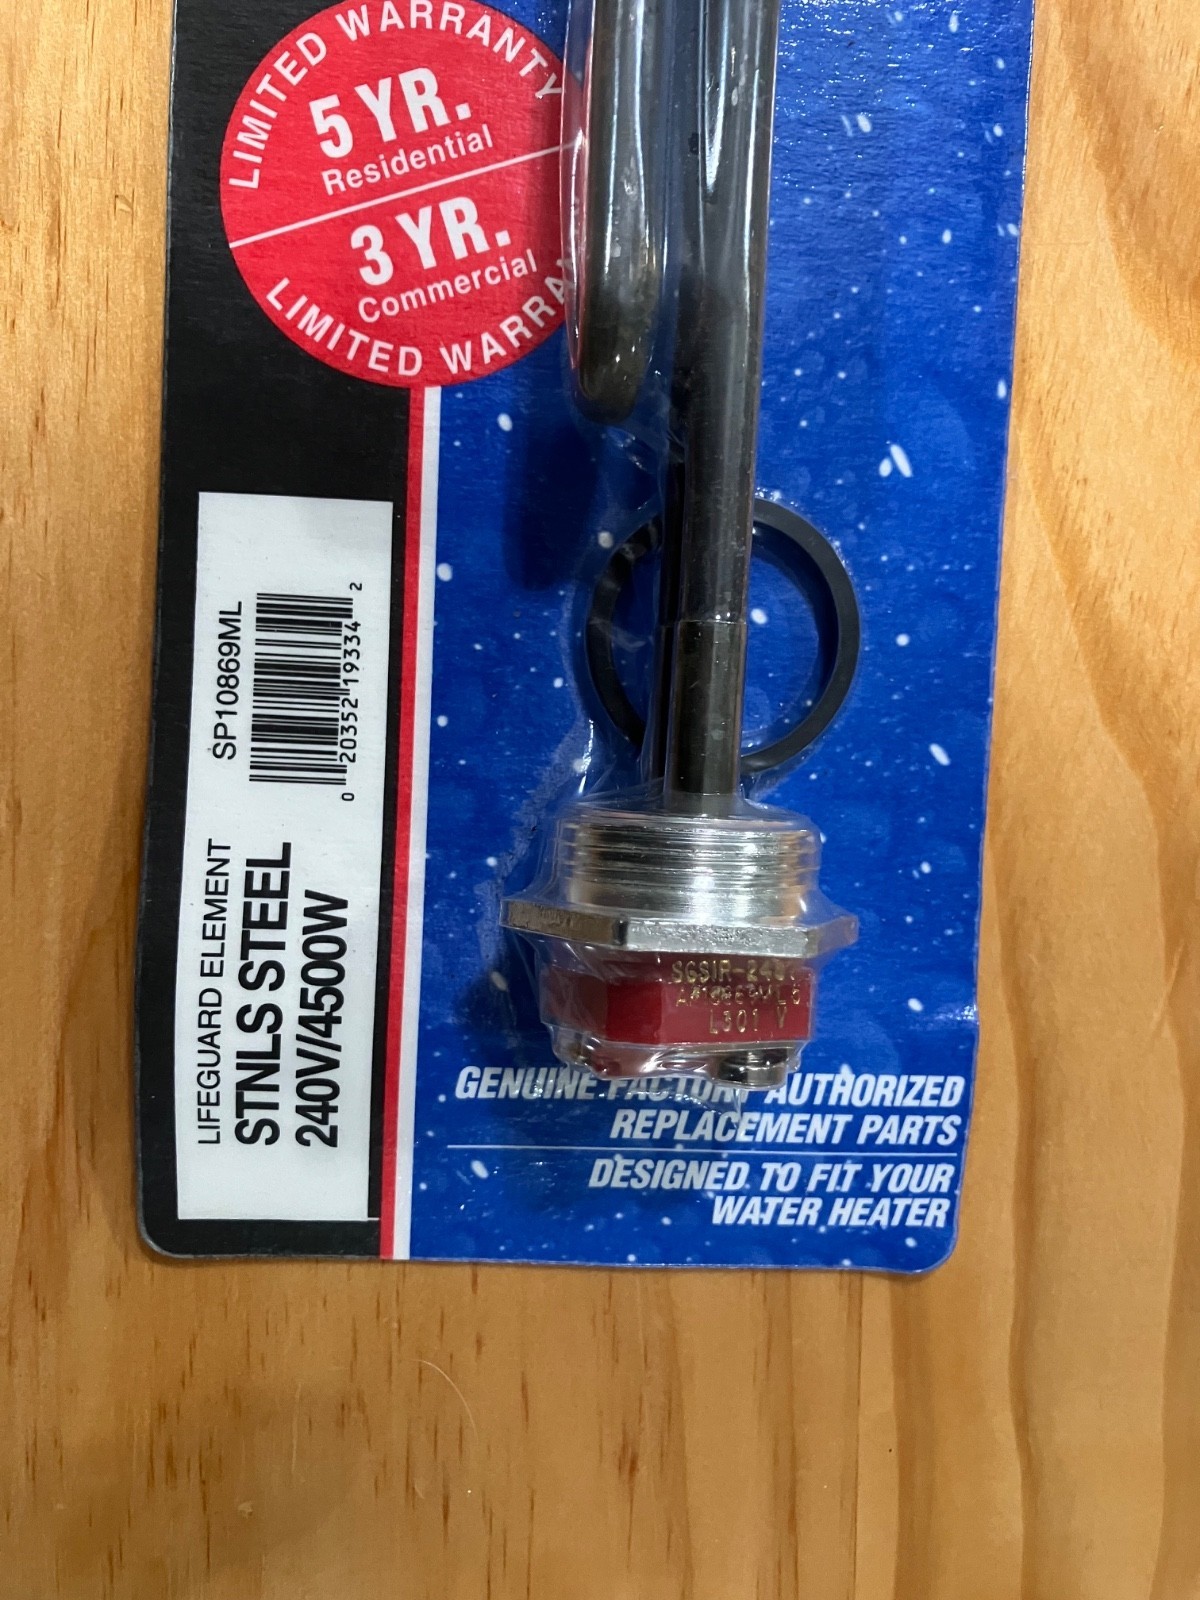 LIMITED WARRANTY
5 YR.
Residential
3 YR.
Commercial
LIMITED WARRA
LIFEGUARD ELEMENT
SP10869ML
STNLS STEEL
240V/4500W
0 20352 19334 2
L301 V
GENUINE FACTORY AUTHORIZED
REPLACEMENT PARTS
DESIGNED TO FIT YOUR
WATER HEATER